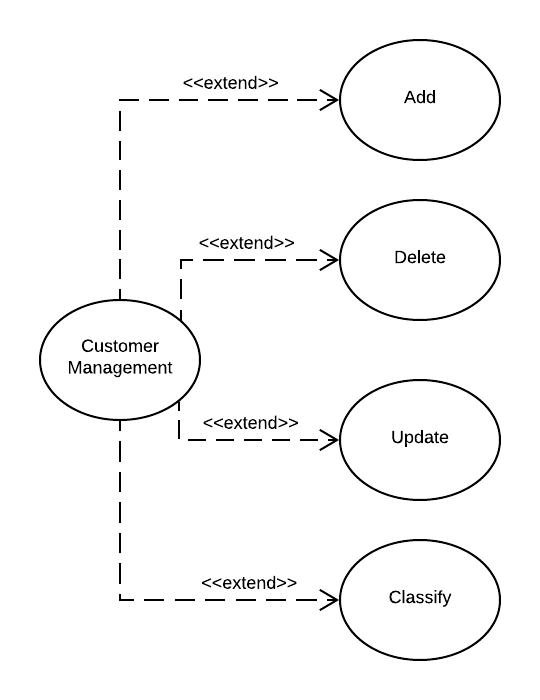 <<extend>>
Add
<<extend>>
Delete
Customer
Management
<<extend>>
Update
<<extend>>
Classify